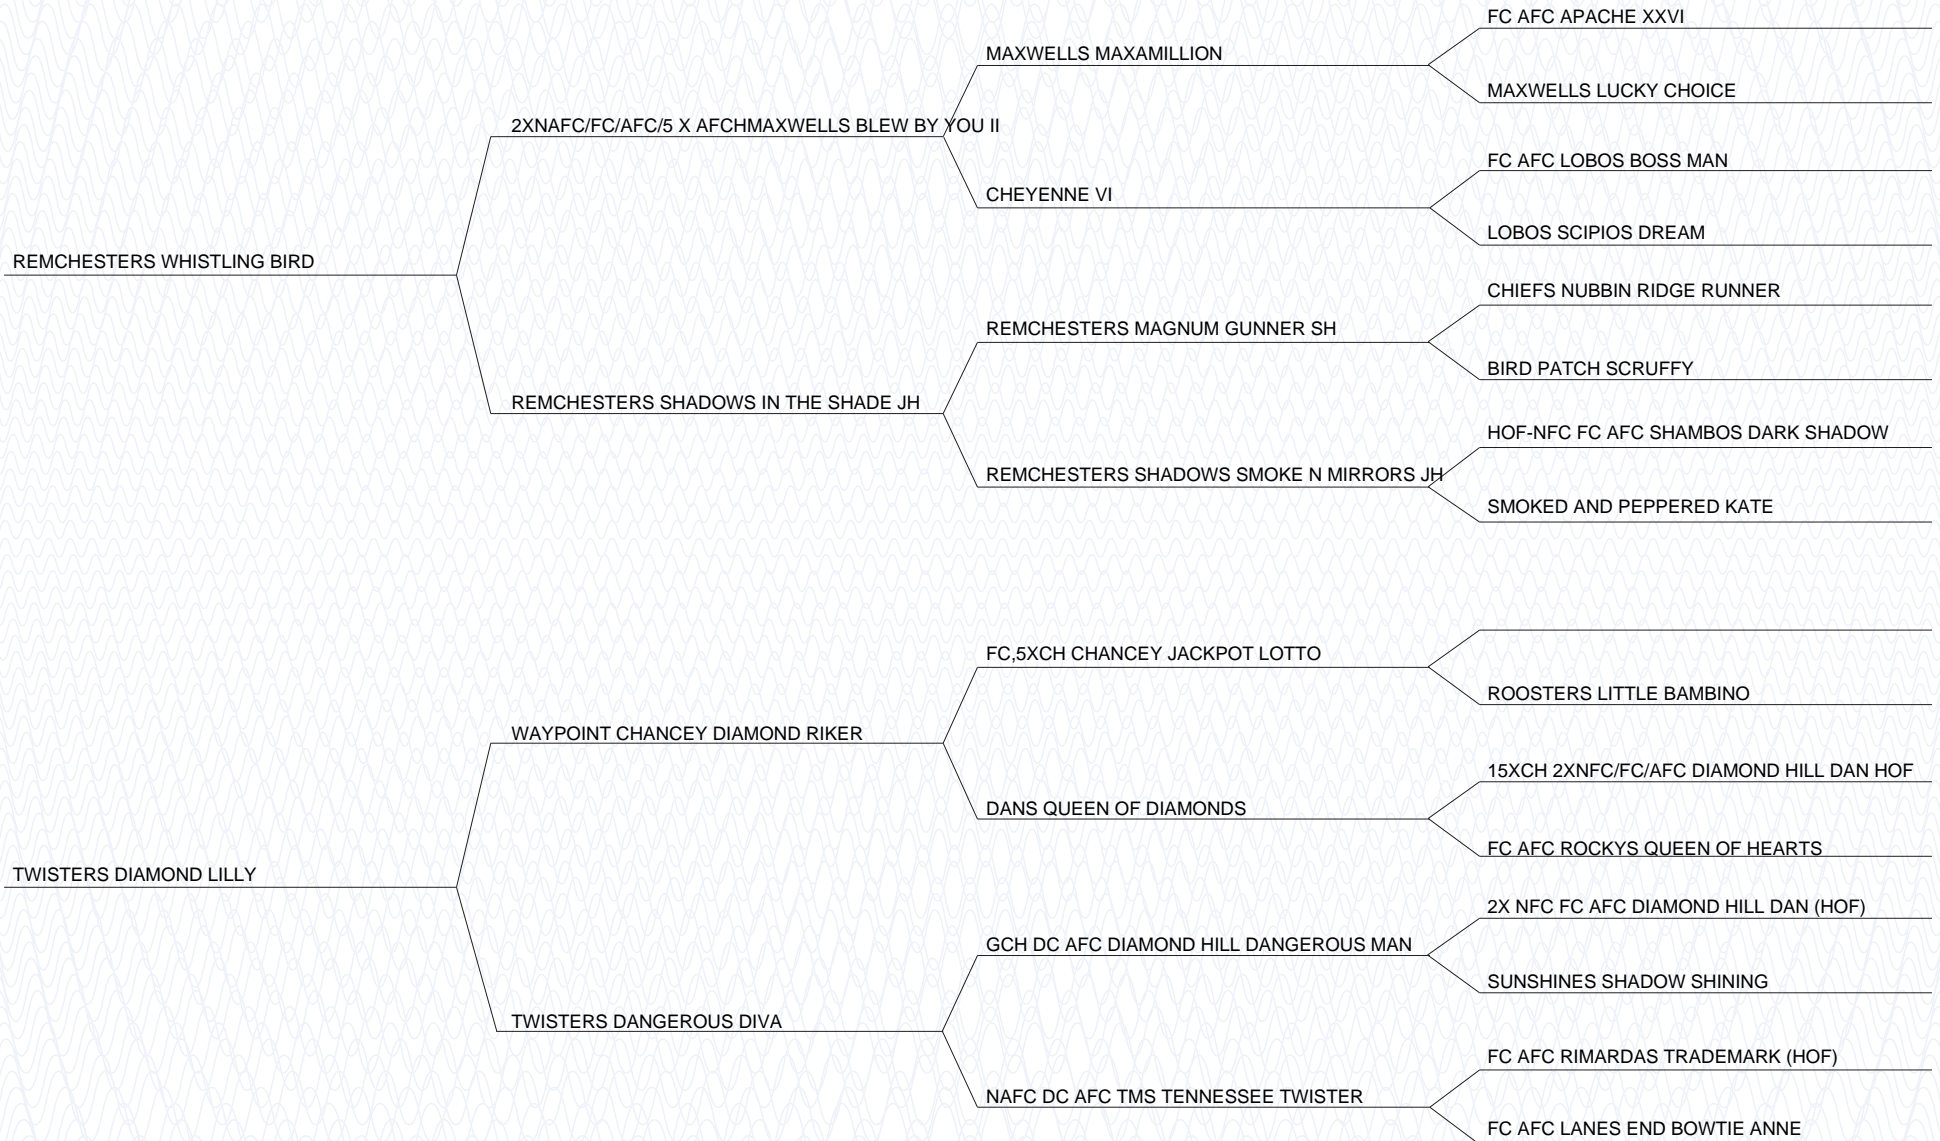 FC AFC APACHE XXVI
MAXWELLS MAXAMILLION
MAXWELLS LUCKY CHOICE
2XNAFC/FC/AFC/5 X AFCHMAXWELLS BLEW BY YOU II
FC AFC LOBOS BOSS MAN
CHEYENNE VI
LOBOS SCIPIOS DREAM
REMCHESTERS WHISTLING BIRD
CHIEFS NUBBIN RIDGE RUNNER
REMCHESTERS MAGNUM GUNNER SH
BIRD PATCH SCRUFFY
REMCHESTERS SHADOWS IN THE SHADE JH
HOF-NFC FC AFC SHAMBOS DARK SHADOW
REMCHESTERS SHADOWS SMOKE N MIRRORS JH
SMOKED AND PEPPERED KATE
FC,5XCH CHANCEY JACKPOT LOTTO
ROOSTERS LITTLE BAMBINO
WAYPOINT CHANCEY DIAMOND RIKER
15XCH 2XNFC/FC/AFC DIAMOND HILL DAN HOF
DANS QUEEN OF DIAMONDS
FC AFC ROCKYS QUEEN OF HEARTS
TWISTERS DIAMOND LILLY
2X NFC FC AFC DIAMOND HILL DAN (HOF)
GCH DC AFC DIAMOND HILL DANGEROUS MAN
SUNSHINES SHADOW SHINING
TWISTERS DANGEROUS DIVA
FC AFC RIMARDAS TRADEMARK (HOF)
NAFC DC AFC TMS TENNESSEE TWISTER
FC AFC LANES END BOWTIE ANNE